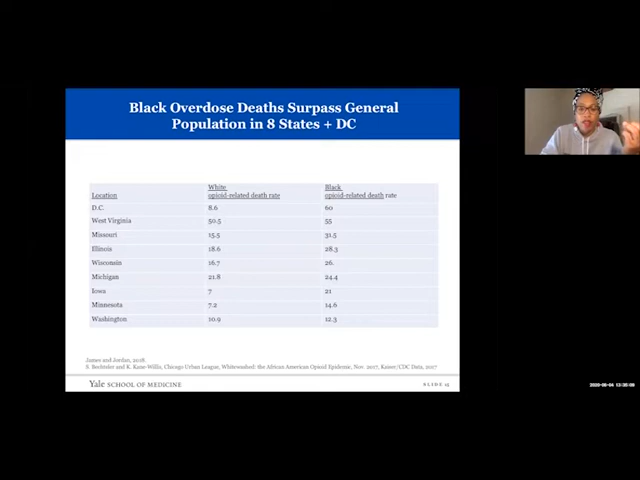 Black Overdose Deaths Surpass General
Population in 8 States + DC
Location White opioid-related death rate Black opioid-related death rate
D.C. 8.6 60
West Virginia 50.5 55
Missouri 15.5 31.5
Illinois 18.6 28.3
Wisconsin 16.7 26.
Michigan 21.8 24.4
Iowa 7 21
Minnesota 7.2 14.6
Washington 10.9 12.3
James and Jordan, 2018.
S. Bechteler and K. Kane-Willis, Chicago Urban League, Whitewashed: the African American Opioid Epidemic, Nov. 2017, Kaiser/CDC Data, 2017
Yale SCHOOL OF MEDICINE
SLIDE 15